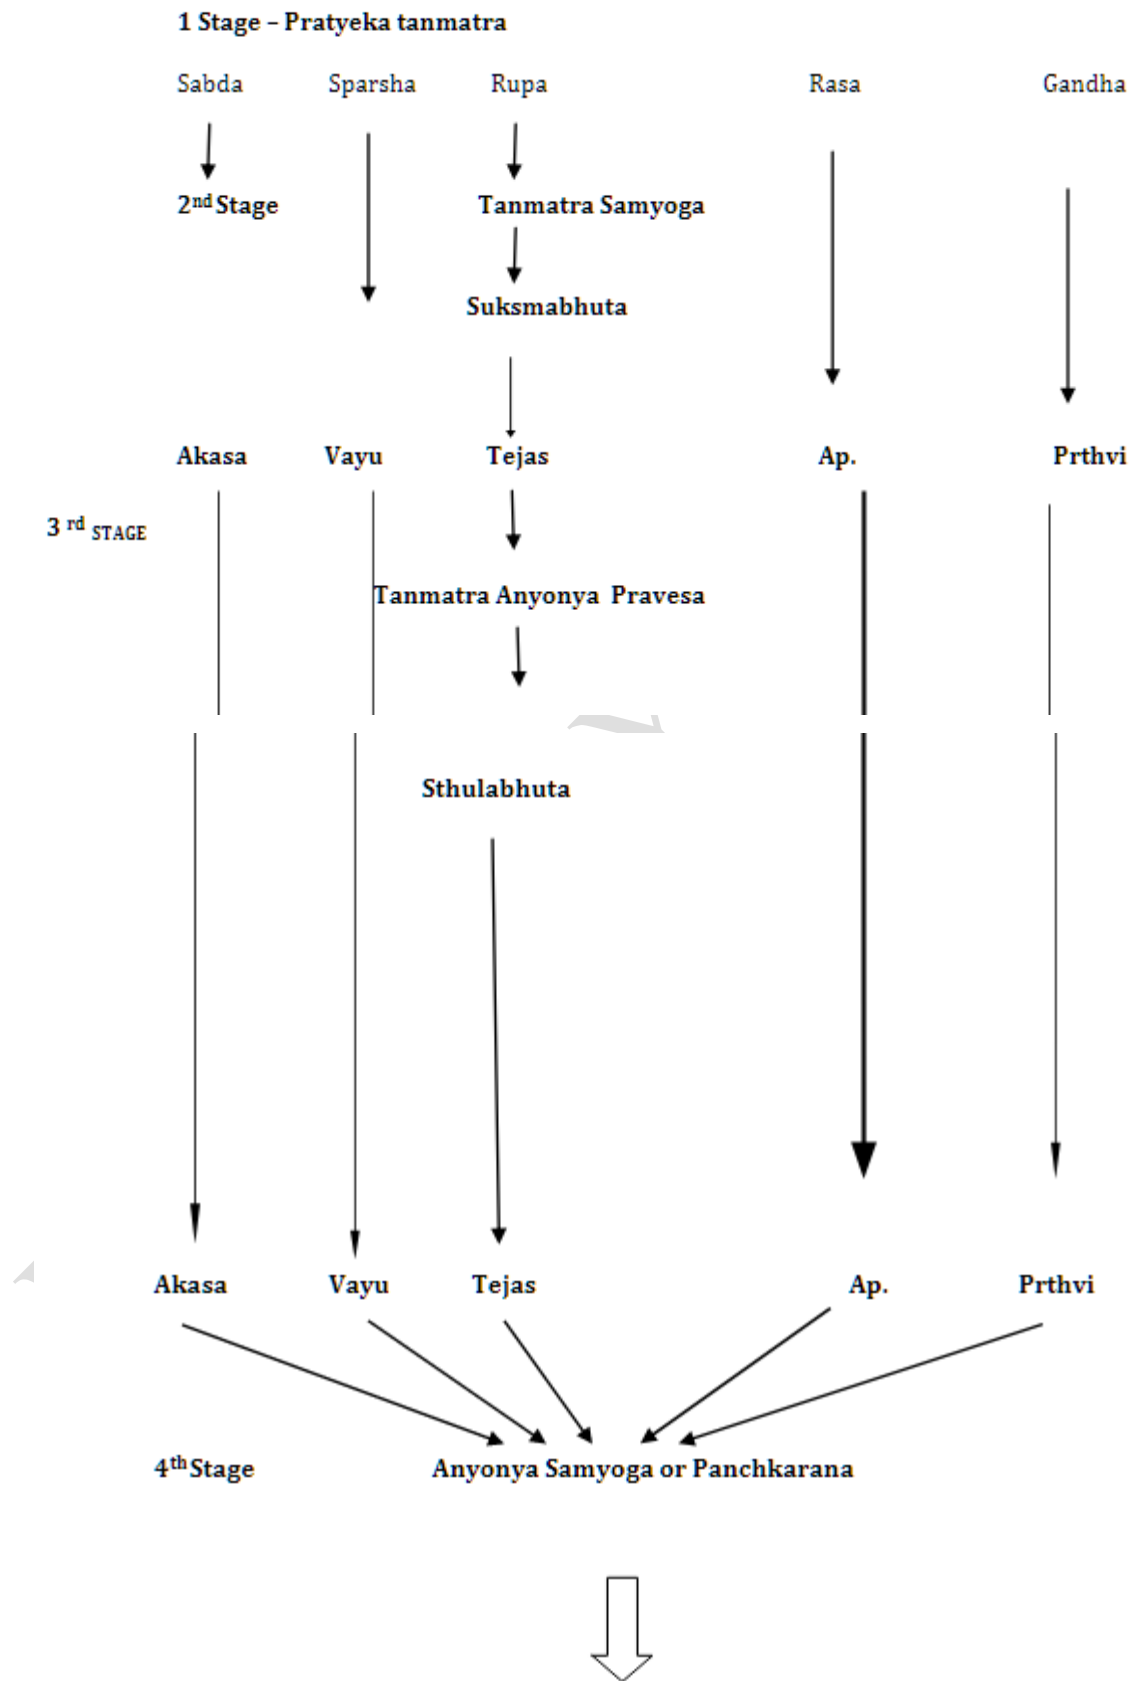 1 Stage – Pratyeka tanmatra
Sabda Sparsha Rupa Rasa Gandha
2nd Stage Tanmatra Samyoga
Suksmabhuta
Akasa Vayu Tejas Ap. Prthvi
3 rd STAGE
Tanmatra Anyonya Pravesa
Sthulabhuta
Akasa Vayu Tejas Ap. Prthvi
4th Stage Anyonya Samyoga or Panchkarana